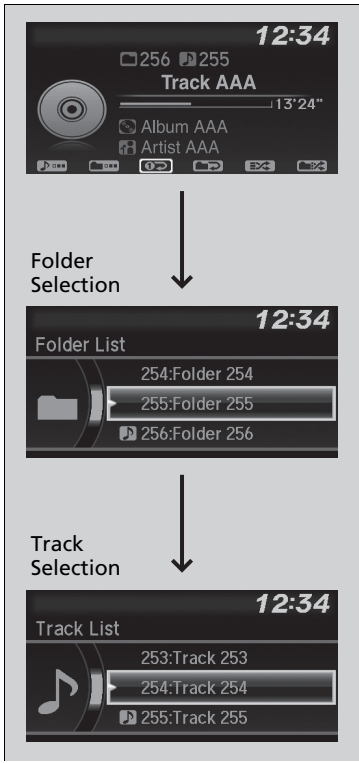 12:34
256 255
Track AAA
13'24"
Album AAA
Artist AAA
Folder
Selection
12:34
Folder List
254:Folder 254
255:Folder 255
256:Folder 256
Track
Selection
12:34
Track List
253:Track 253
254:Track 254
255:Track 255